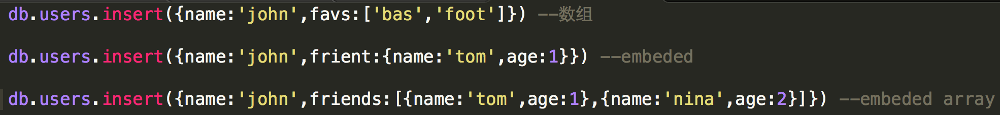 db.users.insert({name:'john',favs:['bas','foot']}) --数组
db.users.insert({name:'john',frient:{name:'tom',age:1}}) --embeded
db.users.insert({name:'john',friends:[{name:'tom',age:1},{name:'nina',age:2}]}) --embeded array